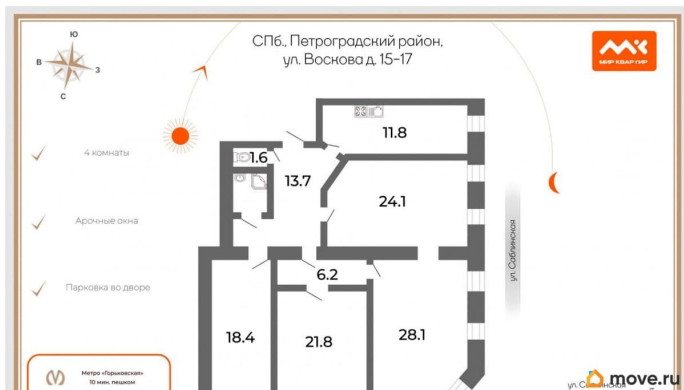 СПб., Петроградский район,
ул. Воскова д. 15-17
МИР КВАРТИР
Ю
В
З
С
4 комнаты
Арочные окна
Парковка во дворе
11.8
1.6
13.7
24.1
6.2
18.4
21.8
28.1
ул. Саблинская
Метро «Горьковская»
10 мин. пешком
ул. Саблинская
move.ru